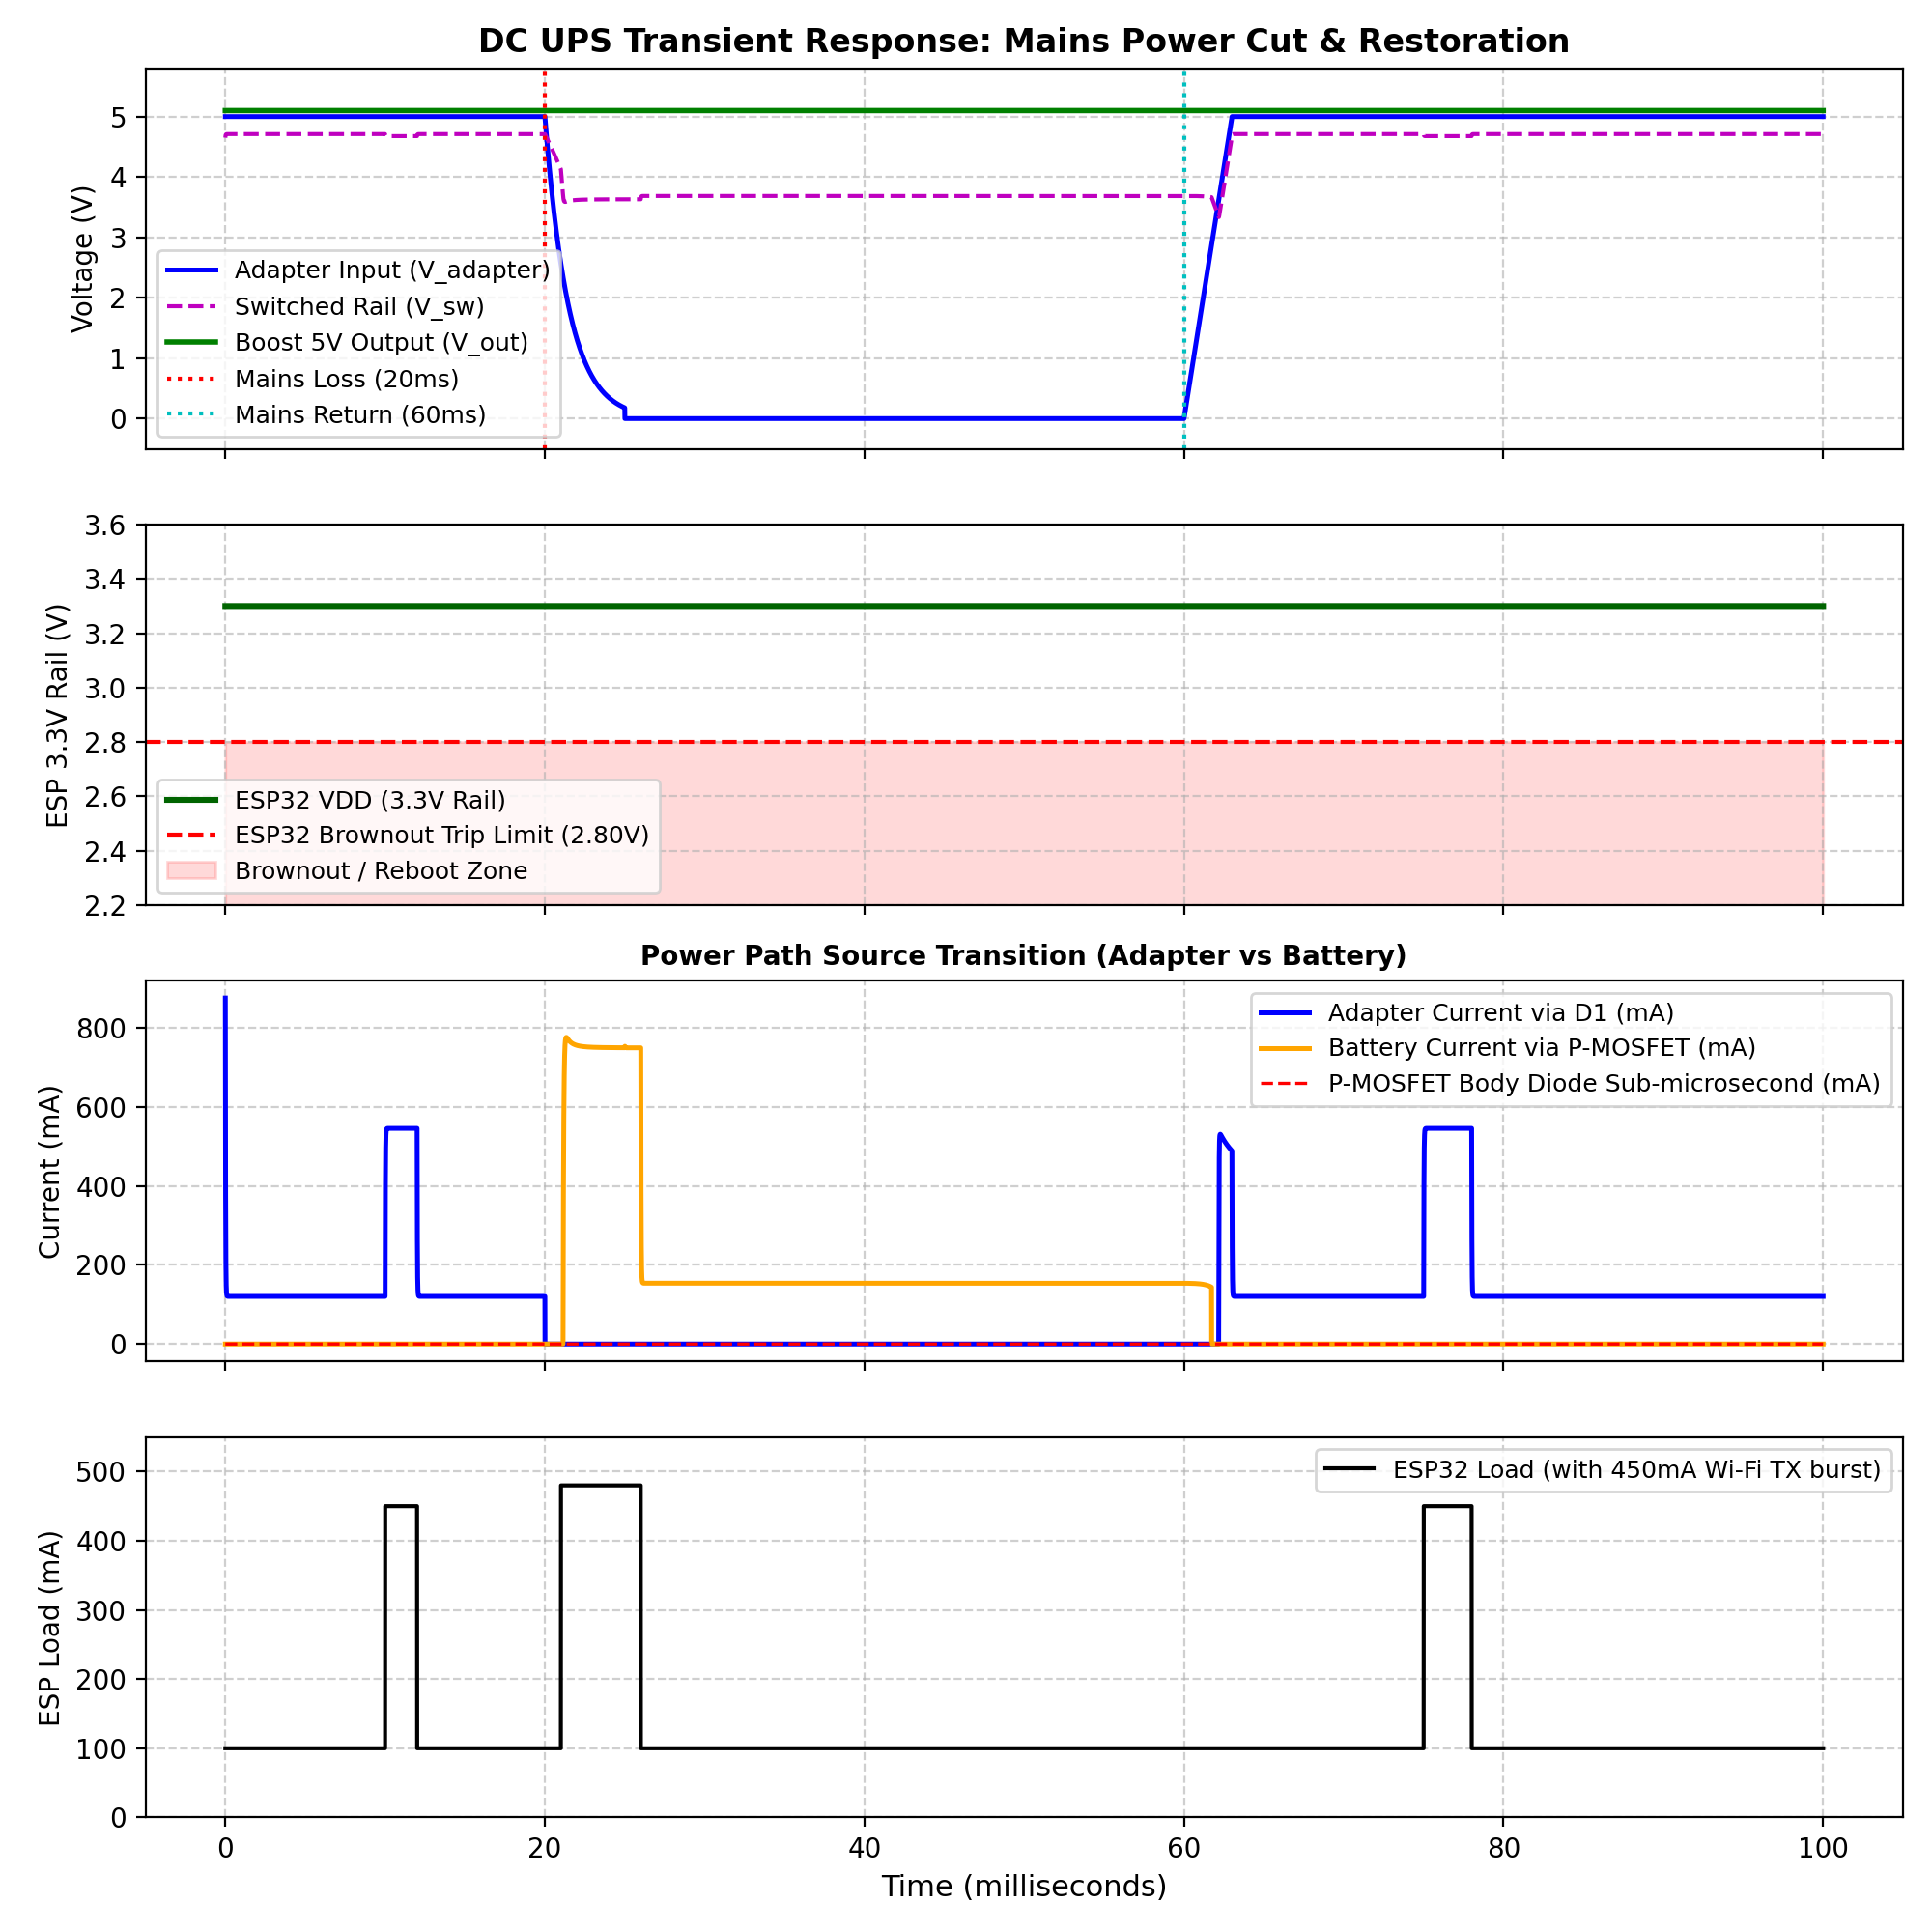 DC UPS Transient Response: Mains Power Cut & Restoration
Voltage (V)
5
4
3
2
1
0
Adapter Input (V_adapter)
Switched Rail (V_sw)
Boost 5V Output (V_out)
Mains Loss (20ms)
Mains Return (60ms)
ESP 3.3V Rail (V)
3.6
3.4
3.2
3.0
2.8
2.6
2.4
2.2
ESP32 VDD (3.3V Rail)
ESP32 Brownout Trip Limit (2.80V)
Brownout / Reboot Zone
Power Path Source Transition (Adapter vs Battery)
Current (mA)
800
600
400
200
0
Adapter Current via D1 (mA)
Battery Current via P-MOSFET (mA)
P-MOSFET Body Diode Sub-microsecond (mA)
ESP Load (mA)
500
400
300
200
100
0
ESP32 Load (with 450mA Wi-Fi TX burst)
0 20 40 60 80 100
Time (milliseconds)